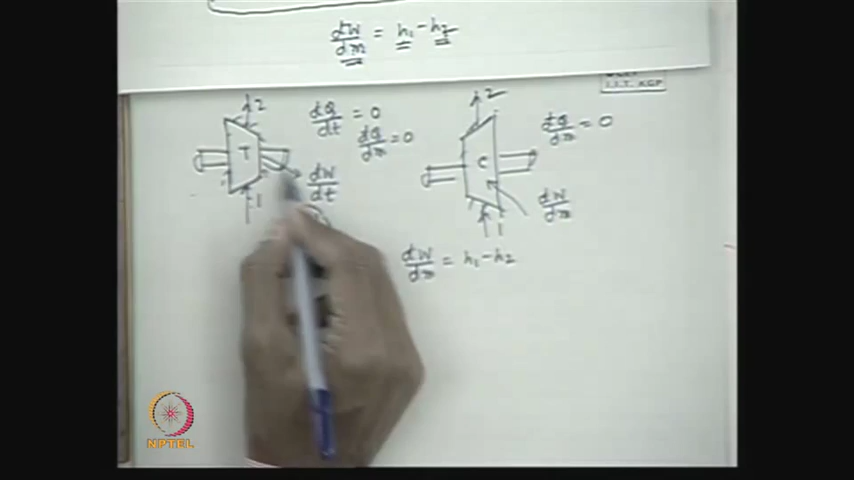 dW/dm = h₁ - h₂
I.I.T. KGP
2
dQ/dt = 0
dQ/dm = 0
T
dW/dt
1
2
dQ/dm = 0
C
dW/dm
1
dW/dm = h₁ - h₂
NPTEL